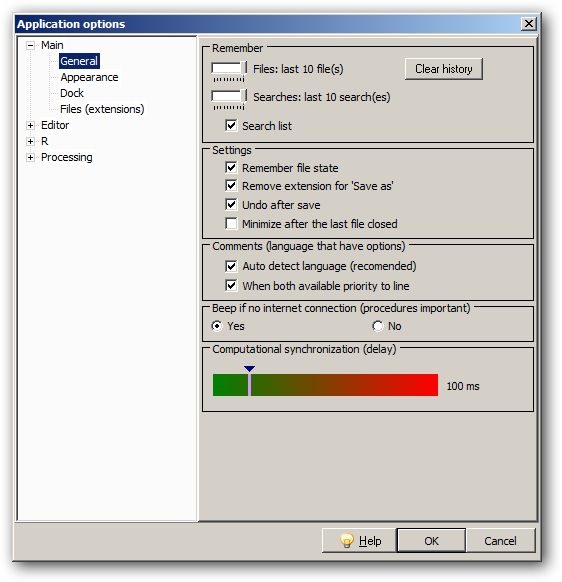 Application options
Main
General
Appearance
Dock
Files (extensions)
Editor
R
Processing
Remember
Files: last 10 file(s)
Clear history
Searches: last 10 search(es)
Search list
Settings
Remember file state
Remove extension for 'Save as'
Undo after save
Minimize after the last file closed
Comments (language that have options)
Auto detect language (recomended)
When both available priority to line
Beep if no internet connection (procedures important)
Yes No
Computational synchronization (delay)
100 ms
Help OK Cancel